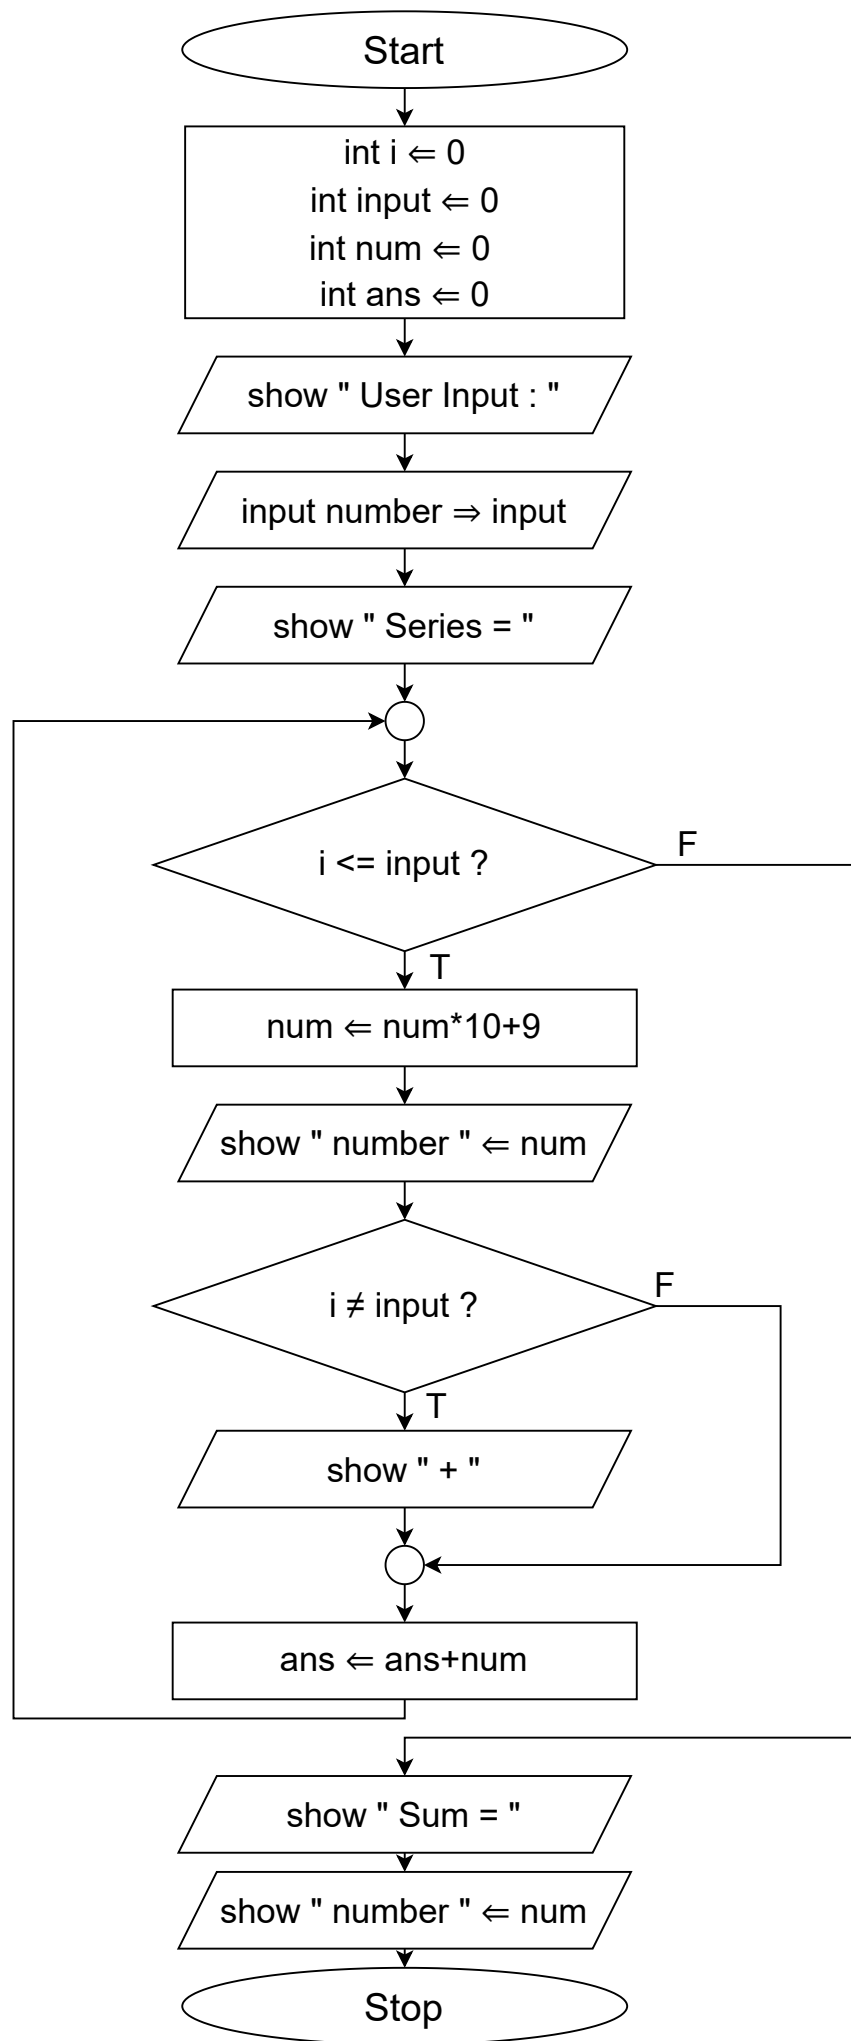 Start
int i ⇐ 0
int input ⇐ 0
int num ⇐ 0
int ans ⇐ 0
show " User Input : "
input number ⇒ input
show " Series = "
i <= input ?
F
T
num ⇐ num*10+9
show " number " ⇐ num
i ≠ input ?
F
T
show " + "
ans ⇐ ans+num
show " Sum = "
show " number " ⇐ num
Stop